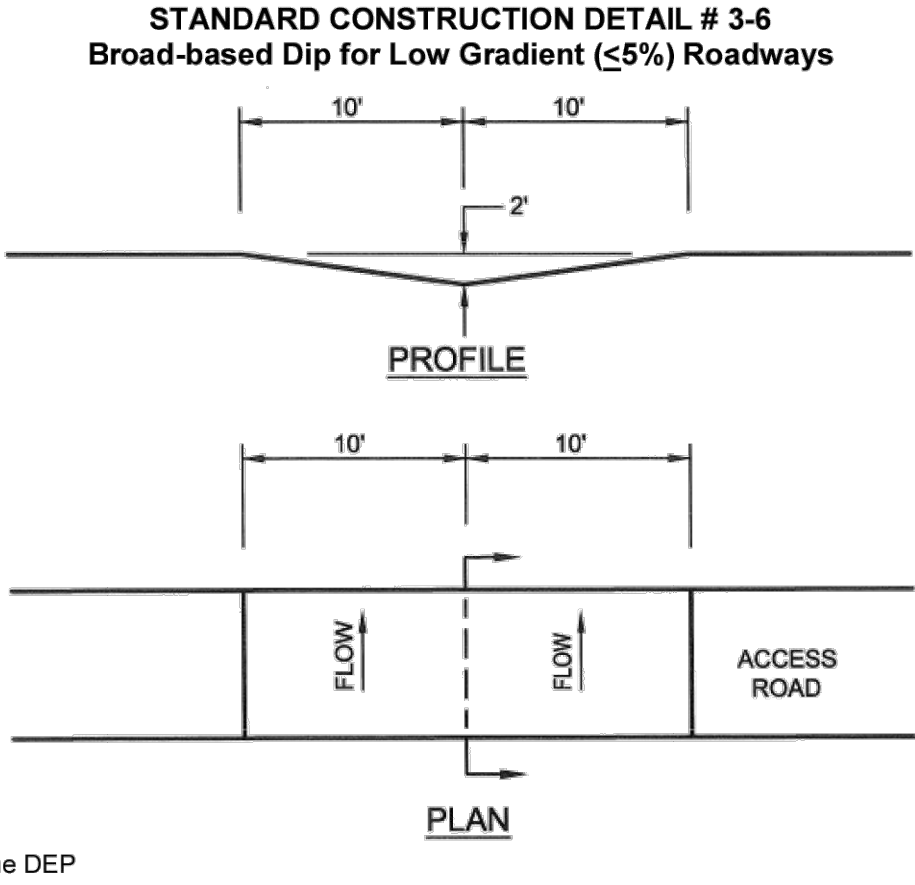 STANDARD CONSTRUCTION DETAIL # 3-6
Broad-based Dip for Low Gradient (≤5%) Roadways
10' 10'
2'
PROFILE
10' 10'
FLOW FLOW
ACCESS
ROAD
PLAN
DEP